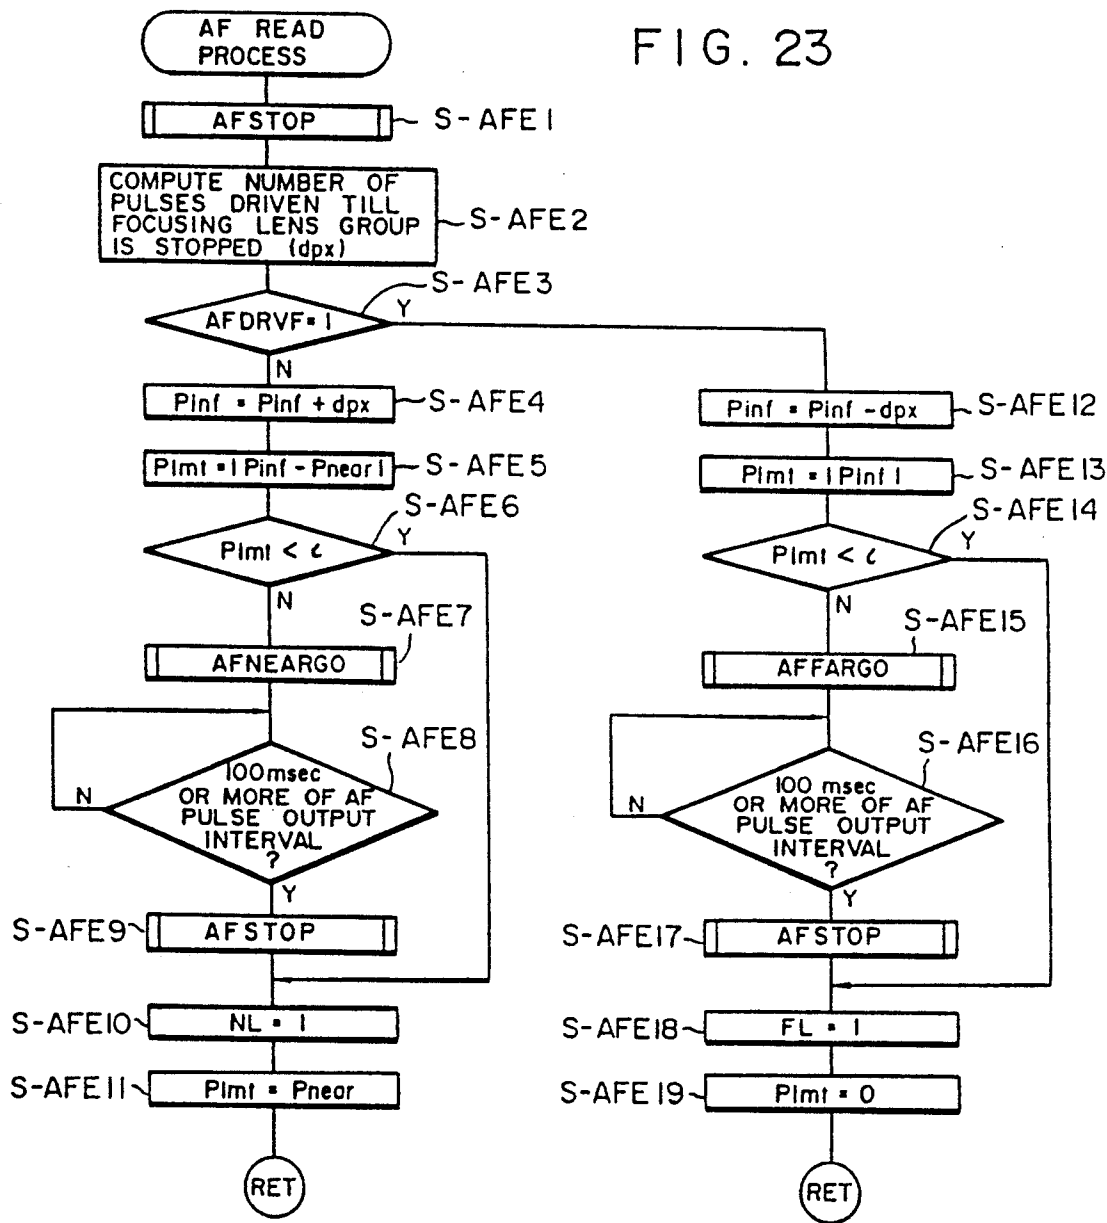 FIG. 23
AF READ
PROCESS
AFSTOP
S-AFE1
COMPUTE NUMBER OF
PULSES DRIVEN TILL
FOCUSING LENS GROUP
IS STOPPED (dpx)
S-AFE2
S-AFE3
AFDRVF=1
Y
N
Pinf = Pinf + dpx
S-AFE4
Plmt = |Pinf - Pnear|
S-AFE5
S-AFE6
Plmt < ι
Y
N
S-AFE7
AFNEARGO
S-AFE8
100msec
OR MORE OF AF
PULSE OUTPUT
INTERVAL
?
N
Y
S-AFE9
AFSTOP
S-AFE10
NL = 1
S-AFE11
Plmt = Pnear
RET
Pinf = Pinf - dpx
S-AFE12
Plmt = |Pinf|
S-AFE13
S-AFE14
Plmt < ι
Y
N
S-AFE15
AFFARGO
S-AFE16
100 msec
OR MORE OF AF
PULSE OUTPUT
INTERVAL
?
N
Y
S-AFE17
AFSTOP
S-AFE18
FL = 1
S-AFE19
Plmt = 0
RET